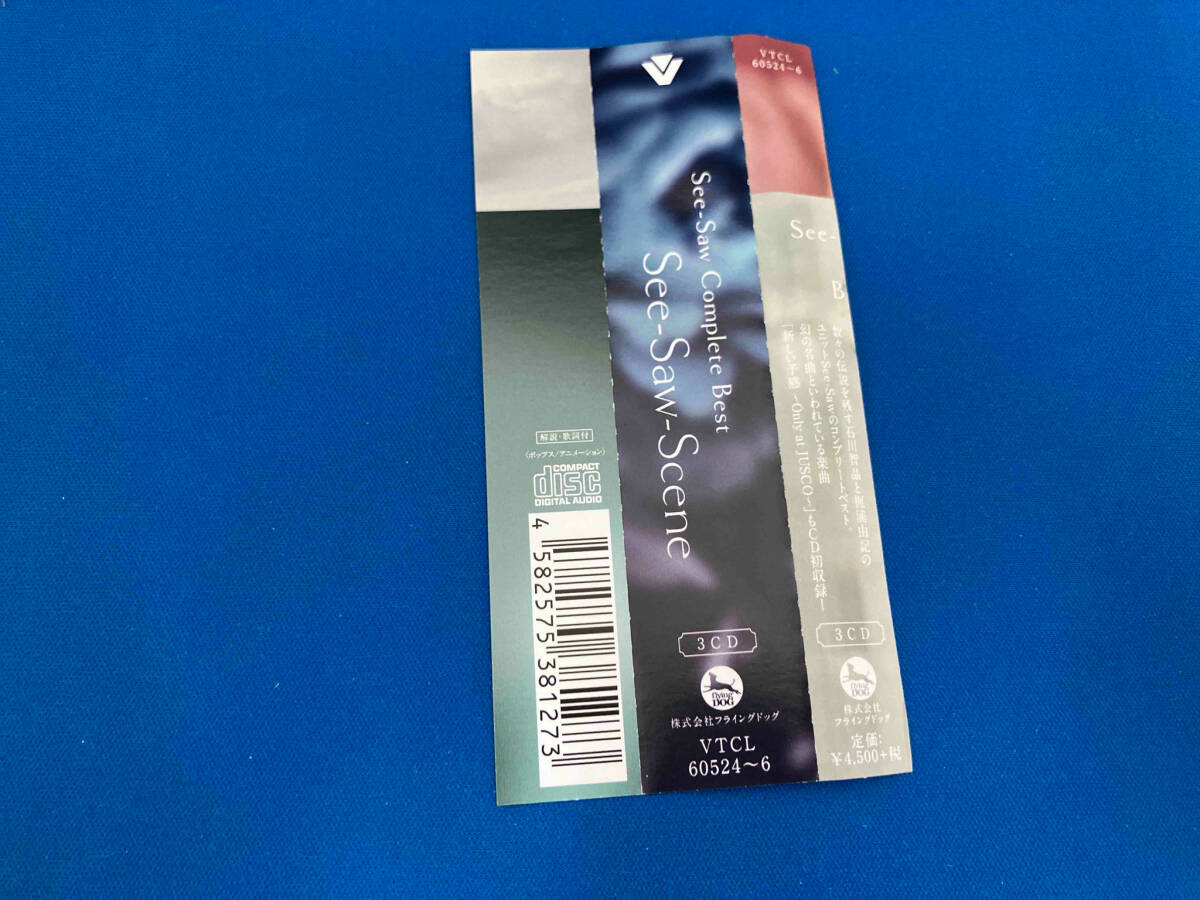 解説・歌詞付
(ポップス/アニメーション)
COMPACT
disc
DIGITAL AUDIO
4 582575 381273
See-Saw Complete Best
See-Saw-Scene
3CD
flying
DOG
株式会社フライングドッグ
VTCL
60524～6
VTCL
60524～6
See-
B
数々の伝説を残す石川智晶と梶浦由記の
ユニットSee-Sawのコンプリートベスト。
幻の名曲といわれている楽曲
「新しい予感 ～Only at JUSCO～」もCD初収録！
3CD
flying
DOG
株式会社
フライングドッグ
定価:
¥4,500+税